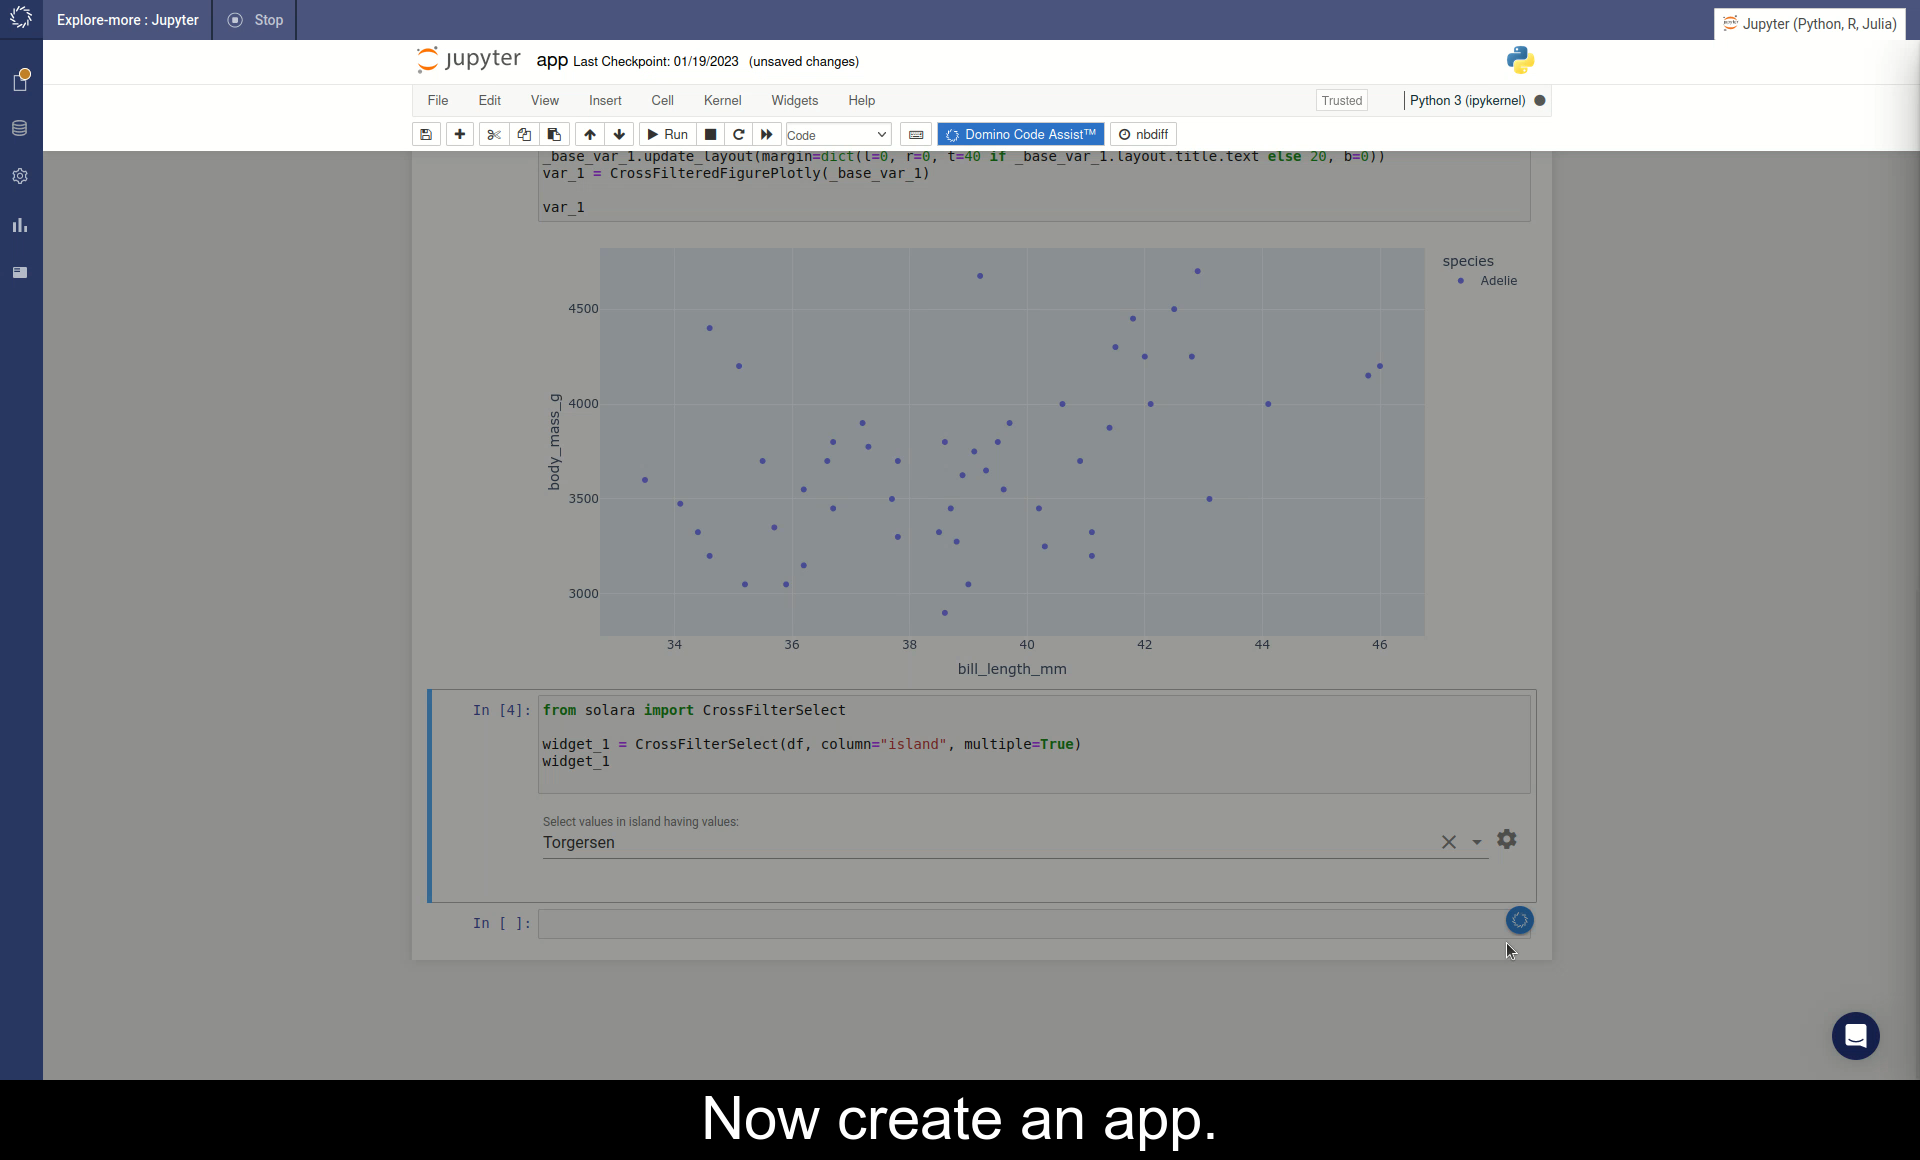 Explore-more : Jupyter
Stop
Jupyter (Python, R, Julia)
jupyter app Last Checkpoint: 01/19/2023 (unsaved changes)
File Edit View Insert Cell Kernel Widgets Help
Trusted
Python 3 (ipykernel)
Run
Code
Domino Code Assist™
nbdiff
_base_var_1.update_layout(margin=dict(l=0, r=0, t=40 if _base_var_1.layout.title.text else 20, b=0))
var_1 = CrossFilteredFigurePlotly(_base_var_1)
var_1
species
Adelie
4500
4000
3500
3000
body_mass_g
34 36 38 40 42 44 46
bill_length_mm
In [4]:
from solara import CrossFilterSelect
widget_1 = CrossFilterSelect(df, column="island", multiple=True)
widget_1
Select values in island having values:
Torgersen
In [ ]:
Now create an app.